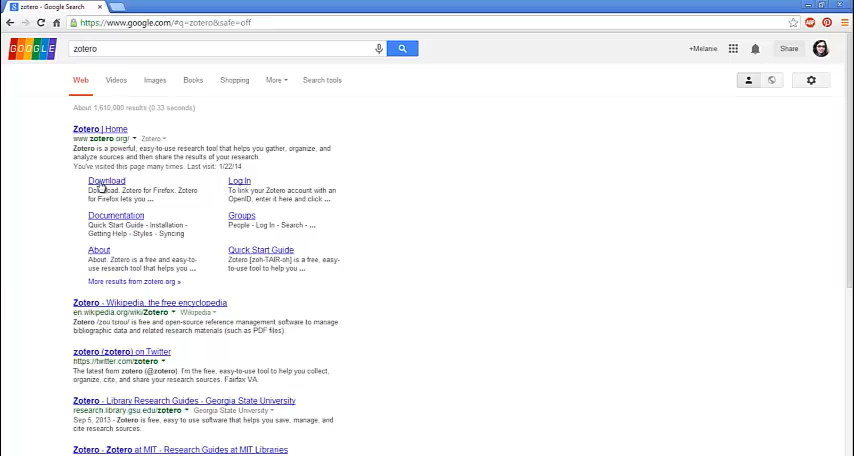 zotero - Google Search
https://www.google.com/#q=zotero&safe=off
GOOGLE
zotero
+Melanie
Share
Web Videos Images Books Shopping More Search tools
About 1,610,000 results (0.33 seconds)
Zotero | Home
www.zotero.org/ Zotero
Zotero is a powerful, easy-to-use research tool that helps you gather, organize, and
analyze sources and then share the results of your research.
You've visited this page many times. Last visit: 1/22/14
Download
Download. Zotero for Firefox. Zotero
for Firefox lets you ...
Log In
To link your Zotero account with an
OpenID, enter it here and click ...
Documentation
Quick Start Guide - Installation -
Getting Help - Styles - Syncing
Groups
People - Log In - Search - ...
About
About. Zotero is a free and easy-to-
use research tool that helps you ...
Quick Start Guide
Zotero [zoh-TAIR-oh] is a free, easy-
to-use tool to help you ...
More results from zotero.org »
Zotero - Wikipedia, the free encyclopedia
en.wikipedia.org/wiki/Zotero Wikipedia
is free and open-source reference management software to manage
bibliographic data and related research materials (such as PDF files).
zotero (zotero) on Twitter
https://twitter.com/zotero
The latest from zotero (@zotero). I'm the free, easy-to-use tool to help you collect,
organize, cite, and share your research sources. Fairfax VA.
Zotero - Library Research Guides - Georgia State University
research.library.gsu.edu/zotero Georgia State University
Sep 5, 2013 - Zotero is free, easy to use software that helps you save, manage, and
cite research sources.
Zotero - Zotero at MIT - Research Guides at MIT Libraries